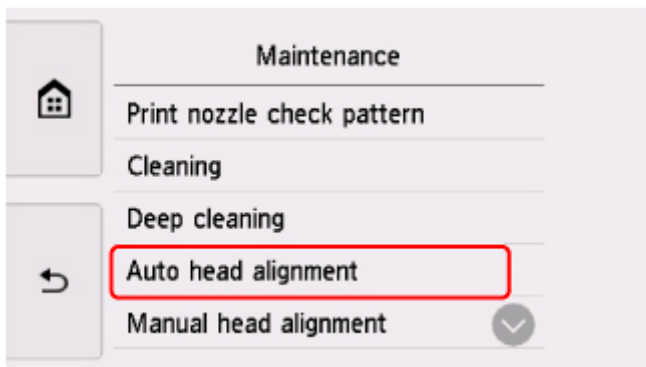 Maintenance
Print nozzle check pattern
Cleaning
Deep cleaning
Auto head alignment
Manual head alignment